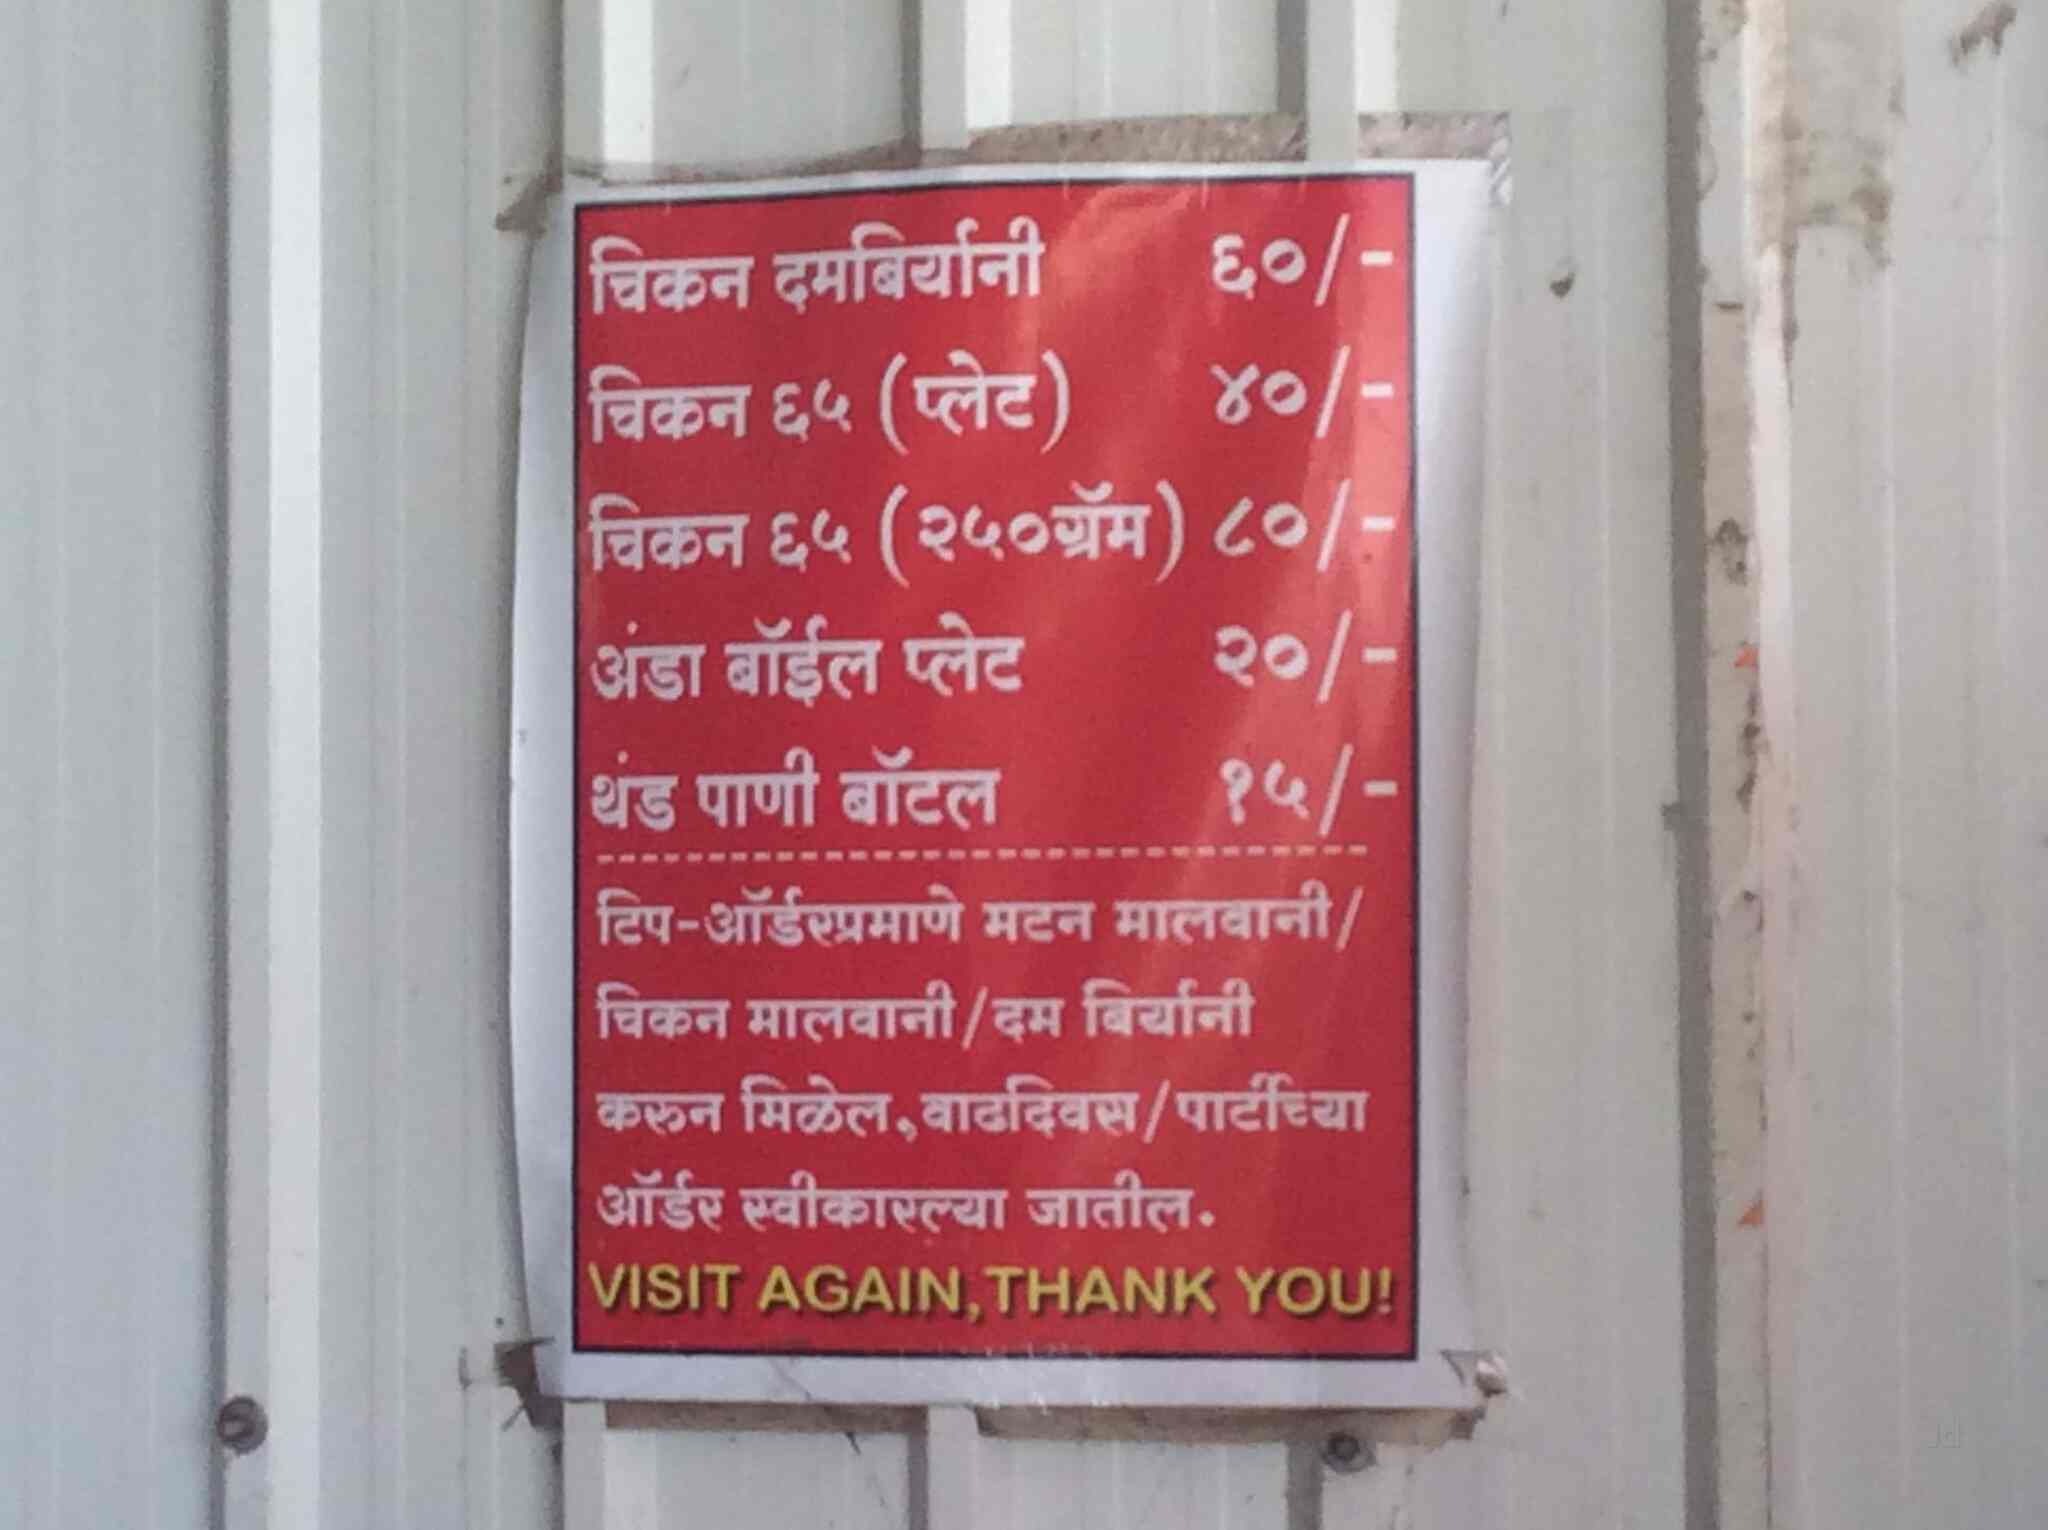 चिकन दमबिर्यानी ६०/-
चिकन ६५ (प्लेट) ४०/-
चिकन ६५ (२५०ग्रॅम) ८०/-
अंडा बॉईल प्लेट २०/-
थंड पाणी बॉटल १५/-
टिप-ऑर्डरप्रमाणे मटन मालवानी/
चिकन मालवानी/दम बिर्यानी
करुन मिळेल,वाढदिवस/पार्टीच्या
ऑर्डर स्वीकारल्या जातील.
VISIT AGAIN,THANK YOU!
Jd